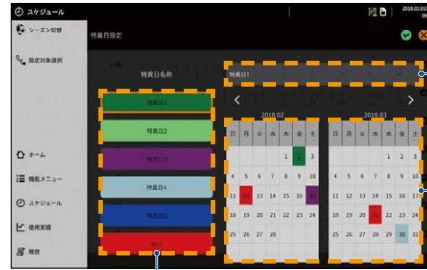 スケジュール
2018.02.01
シーズン切替
特異日設定
設定対象選択
特異日名称
特異日1
特異日1
特異日2
特異日3
特異日4
特異日5
2018.02
2018.03
日 月 火 水 木 金 土
日 月 火 水 木 金 土
1 2 3
1 2 3
4 5 6 7 8 9 10
4 5 6 7 8 9 10
11 12 13 14 15 16 17
11 12 13 14 15 16 17
18 19 20 21 22 23 24
18 19 20 21 22 23 24
25 26 27 28
25 26 27 28 29 30 31
ホーム
機能メニュー
スケジュール
使用実績
履歴